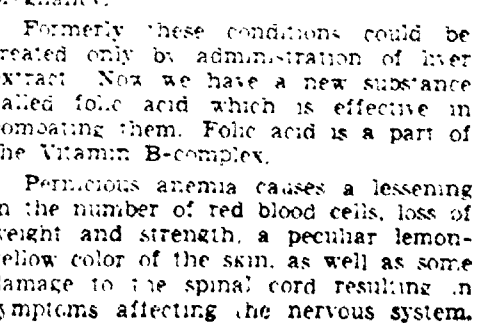 Formerly these conditions could be
treated only by administration of liver
extract. Now we have a new substance
called folic acid which is effective in
combating them. Folic acid is a part of
the Vitamin B-complex.
Pernicious anemia causes a lessening
in the number of red blood cells, loss of
weight and strength, a peculiar lemon-
yellow color of the skin, as well as some
damage to the spinal cord resulting in
symptoms affecting the nervous system.